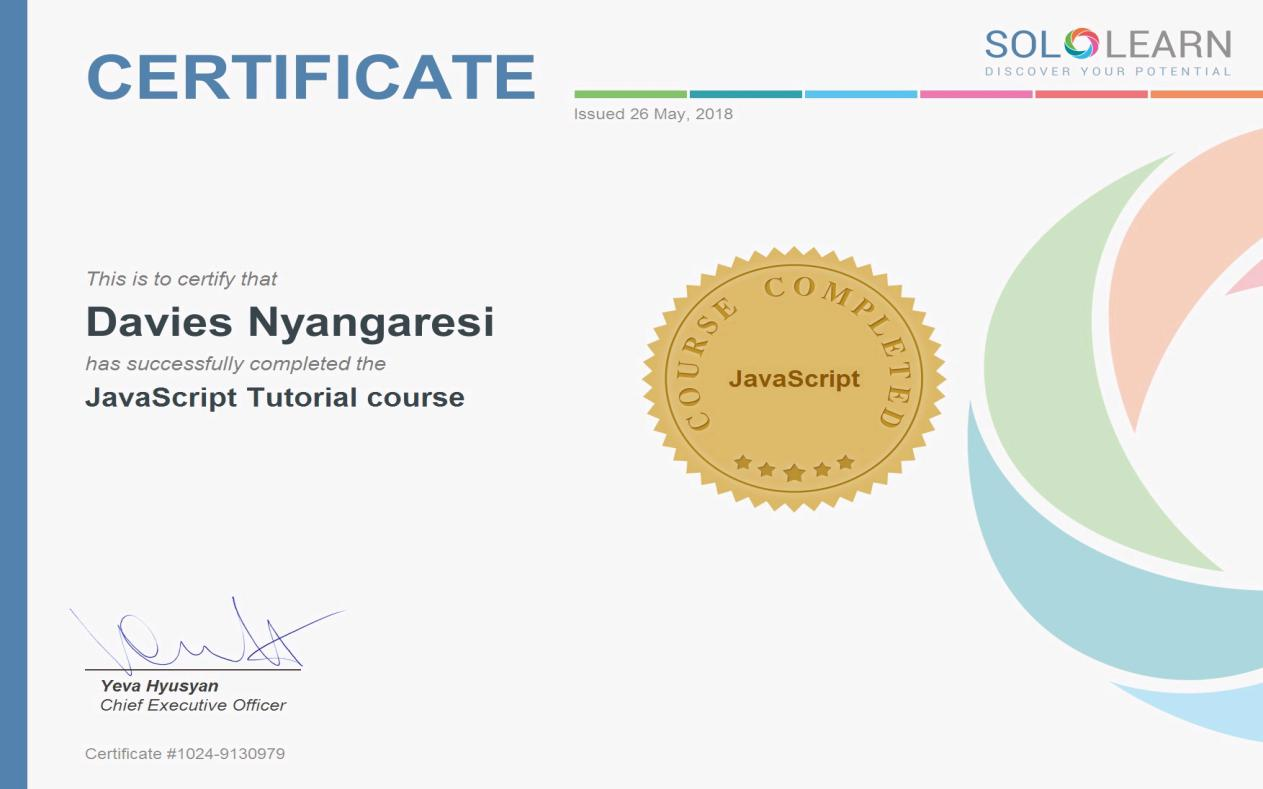 CERTIFICATE
SOLOLEARN
DISCOVER YOUR POTENTIAL
Issued 26 May, 2018
This is to certify that
Davies Nyangaresi
has successfully completed the
JavaScript Tutorial course
COURSE COMPLETED
JavaScript
Yeva Hyusyan
Chief Executive Officer
Certificate #1024-9130979